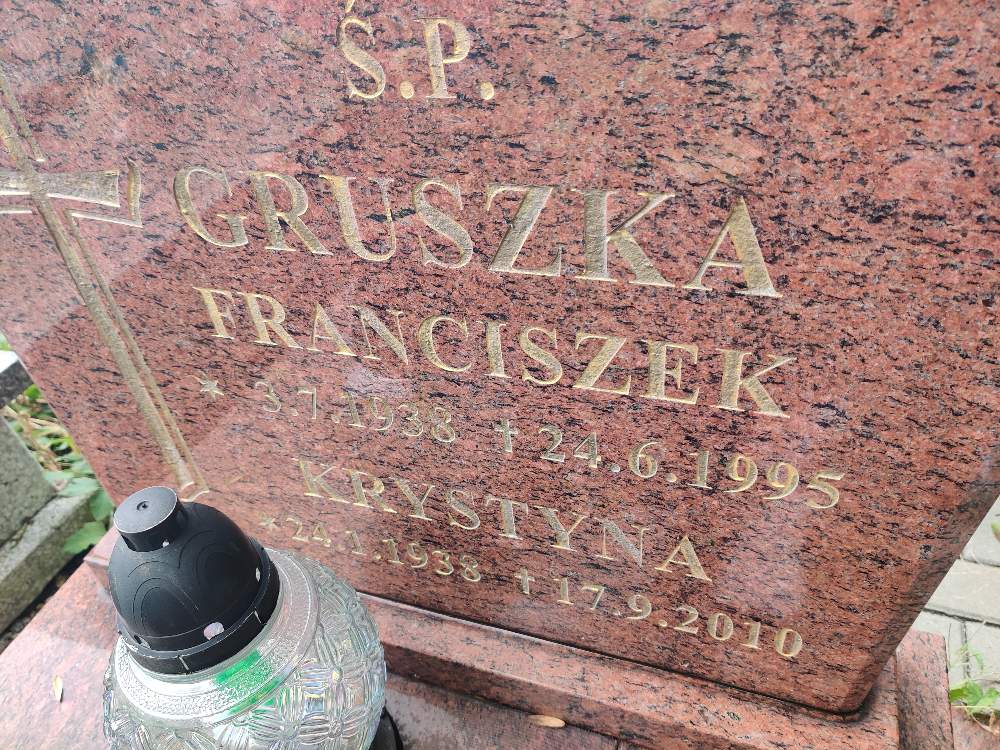 Ś.P.
GRUSZKA
FRANCISZEK
* 3.7.1938 † 24.6.1995
KRYSTYNA
* 24.1.1938 † 17.9.2010